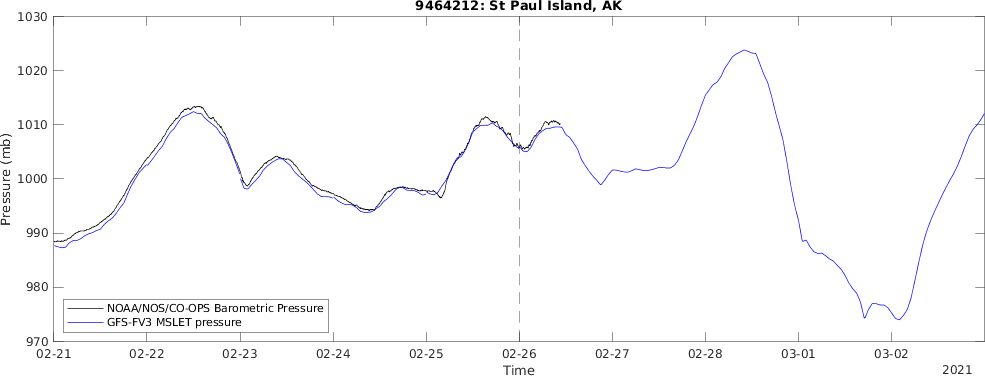 9464212: St Paul Island, AK
Pressure (mb)
1030
1020
1010
1000
990
980
970
NOAA/NOS/CO-OPS Barometric Pressure
GFS-FV3 MSLET pressure
02-21 02-22 02-23 02-24 02-25 02-26 02-27 02-28 03-01 03-02
Time
2021